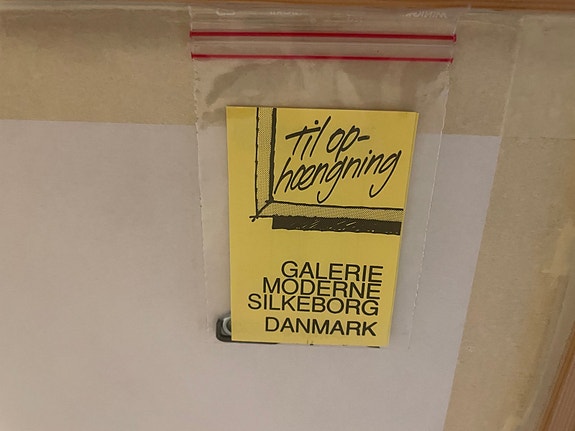 til op-
hængning
GALERIE
MODERNE
SILKEBORG
DANMARK